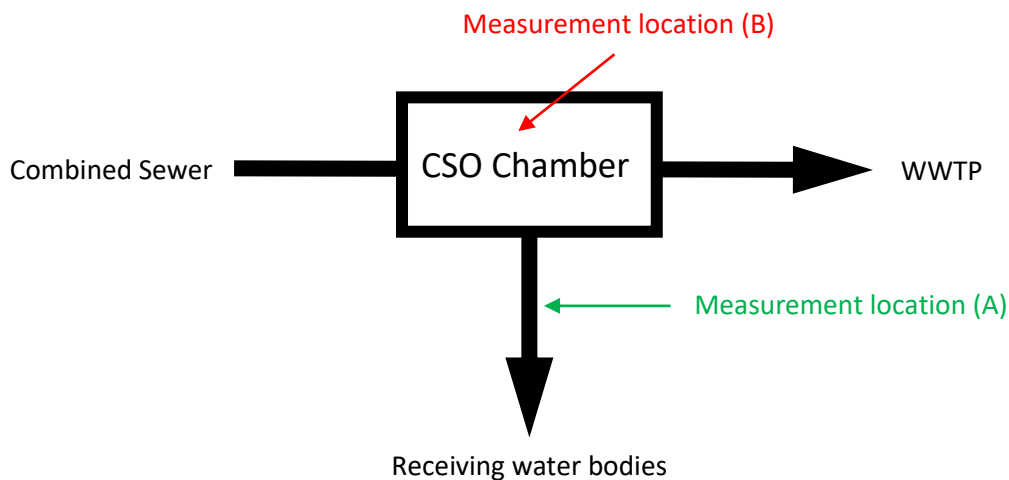 Measurement location (B)
Combined Sewer
CSO Chamber
WWTP
Measurement location (A)
Receiving water bodies